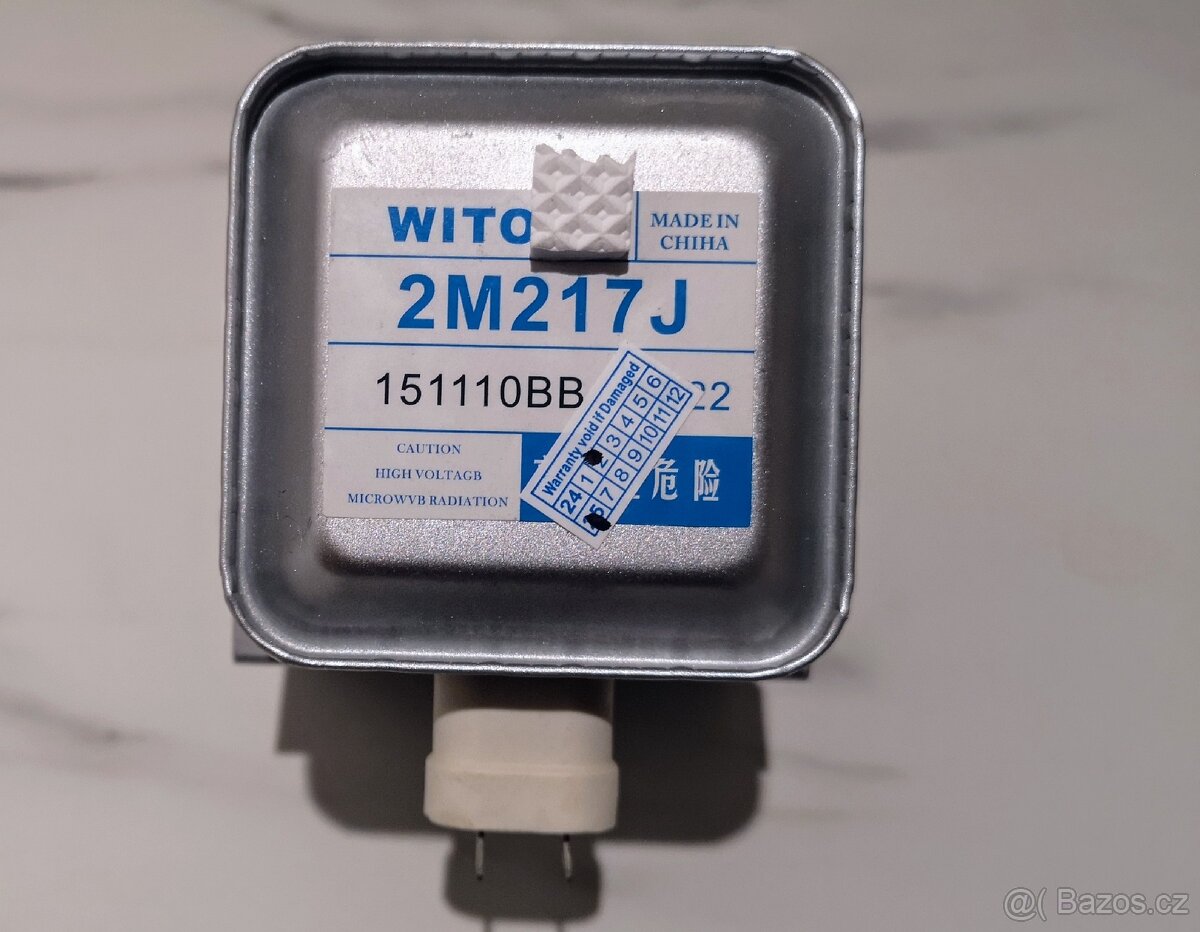 WITO
MADE IN
CHIHA
2M217J
151110BB 22
CAUTION
HIGH VOLTAGB
MICROWVB RADIATION
危险
Warranty void if Damaged
24 1 2 3 4 5 6
7 8 9 10 11 12
@( Bazos.cz